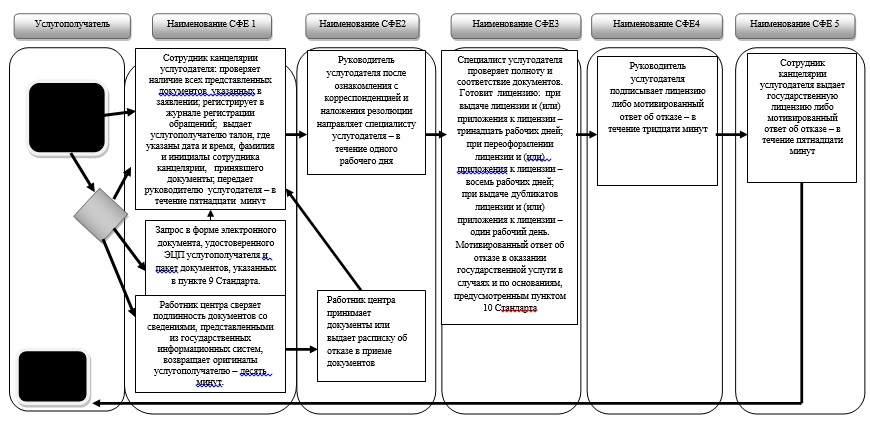 Услугополучатель
Наименование СФЕ 1
Наименование СФЕ2
Наименование СФЕ3
Наименование СФЕ4
Наименование СФЕ 5
Сотрудник канцелярии
услугодателя: проверяет
наличие всех представленных
документов, указанных в
заявлении; регистрирует в
журнале регистрации
обращений; выдает
услугополучателю талон, где
указаны дата и время, фамилия
и инициалы сотрудника
канцелярии, принявшего
документы; передает
руководителю услугодателя – в
течение пятнадцати минут
Запрос в форме электронного
документа, удостоверенного
ЭЦП услугополучателя и
пакет документов, указанных
в пункте 9 Стандарта.
Работник центра сверяет
подлинность документов со
сведениями, представленными
из государственных
информационных систем,
возвращает оригиналы
услугополучателю – десять
минут.
Руководитель
услугодателя после
ознакомления с
корреспонденцией и
наложения резолюции
направляет специалисту
услугодателя – в
течение одного
рабочего дня
Работник центра
принимает
документы или
выдает расписку об
отказе в приеме
документов
Специалист услугодателя
проверяет полноту и
соответствие документов.
Готовит лицензию: при
выдаче лицензии и (или)
приложения к лицензии –
тринадцать рабочих дней;
при переоформлении
лицензии и (или)
приложения к лицензии –
восемь рабочих дней;
при выдаче дубликатов
лицензии и (или)
приложения к лицензии –
один рабочий день.
Мотивированный ответ об
отказе в оказании
государственной услуги в
случаях и по основаниям,
предусмотренным пунктом
10 Стандарта
Руководитель
услугодателя
подписывает лицензию
либо мотивированный
ответ об отказе – в
течение тридцати минут
Сотрудник
канцелярии
услугодателя выдает
государственную
лицензию либо
мотивированный
ответ об отказе – в
течение пятнадцати
минут